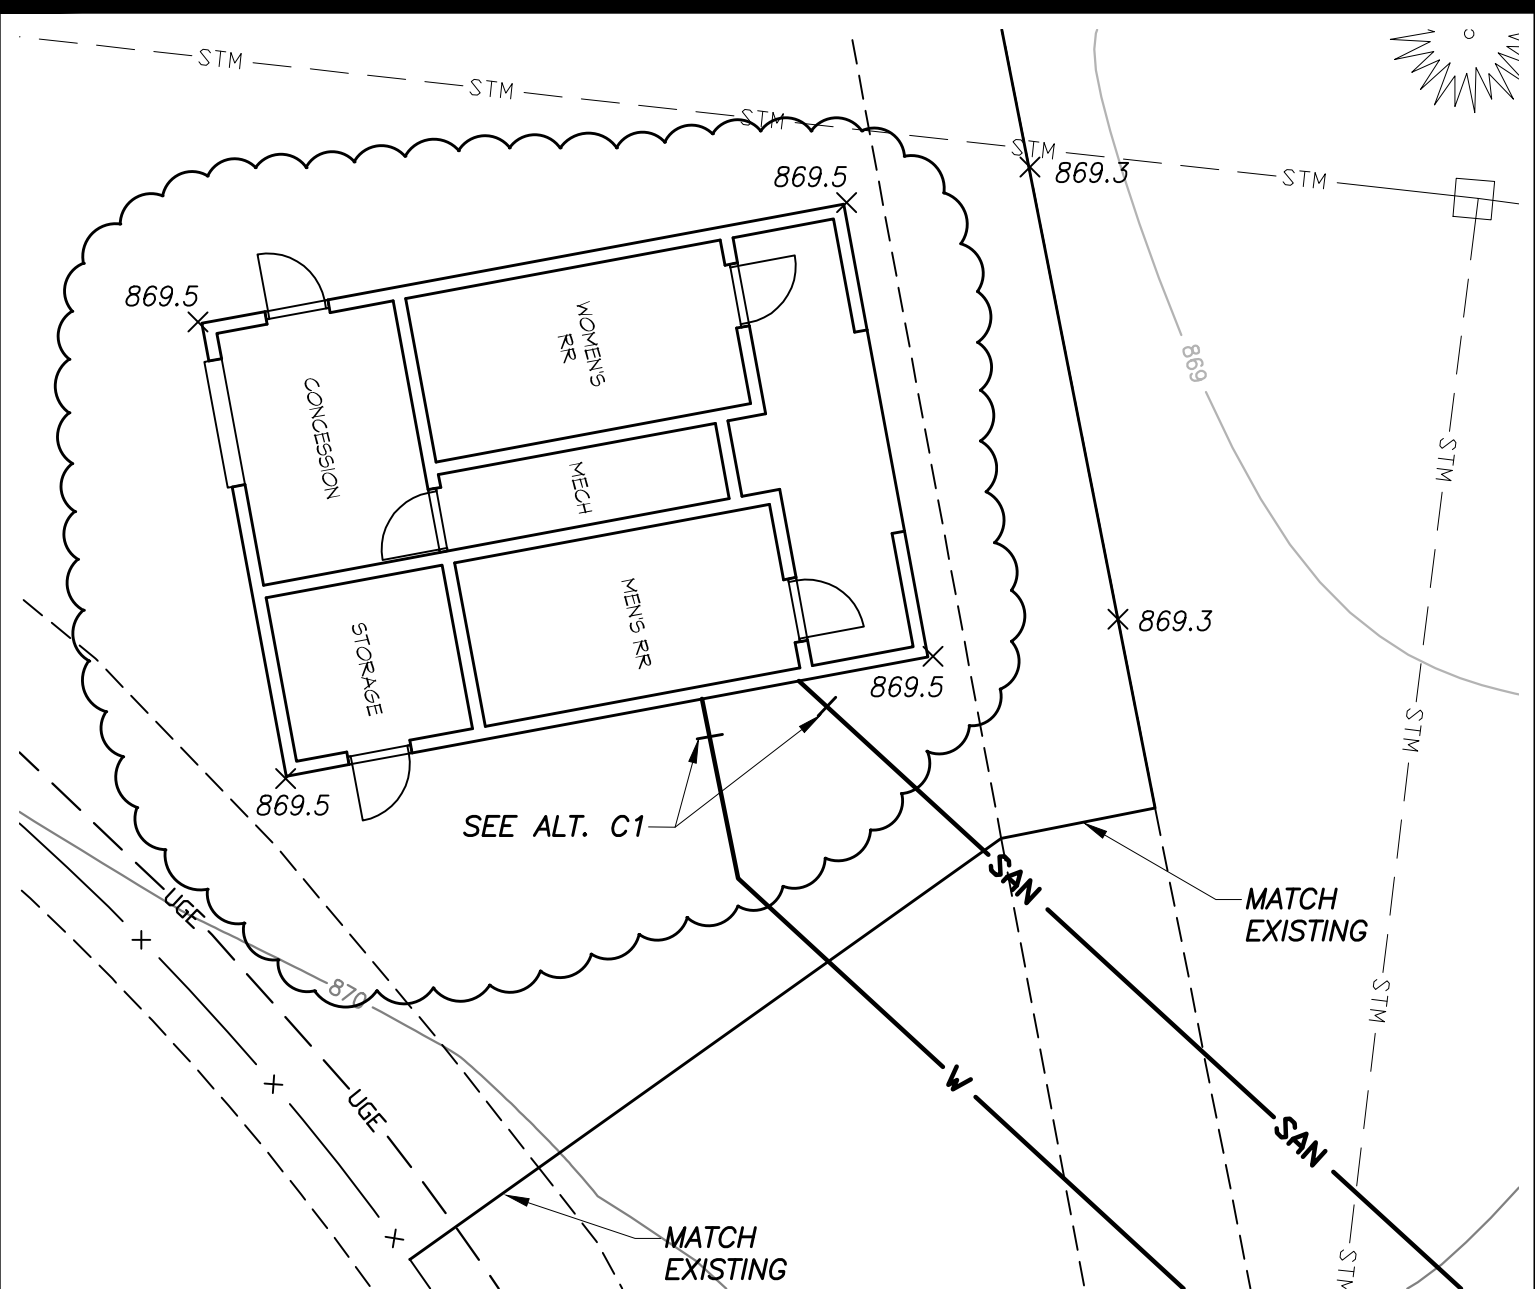 STM
STM
STM
STM
869.3
STM
869.5
869.5
WOMEN'S
RR
869
CONCESSION
MECH
STM
MEN'S RR
869.3
STORAGE
869.5
869.5
SEE ALT. C1
STM
SAN
MATCH
EXISTING
UGE
870
STM
W
UGE
SAN
MATCH
EXISTING
STM